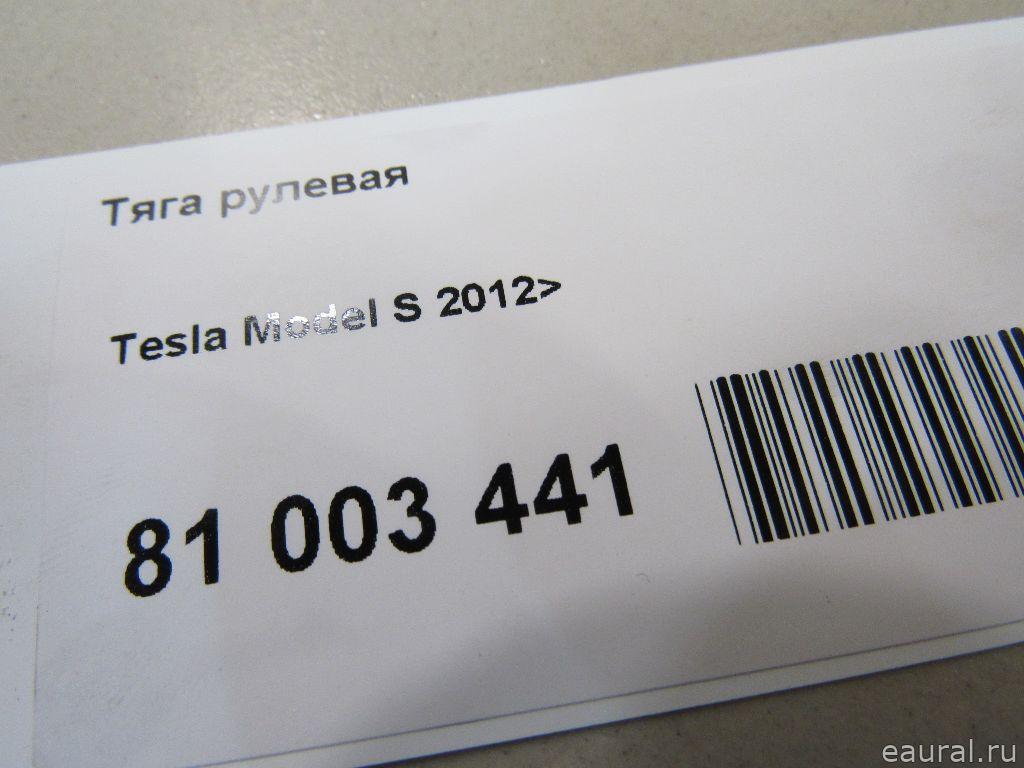 Тяга рулевая
Tesla Model S 2012>
81 003 441
eaural.ru